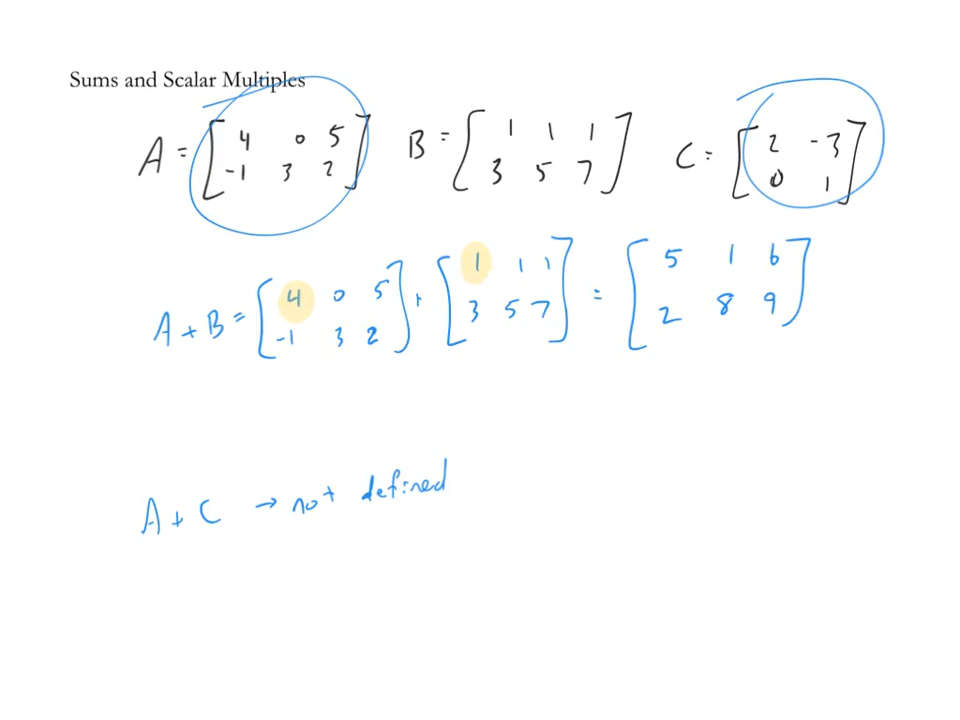 Sums and Scalar Multiples
A = [ 4 0 5 B = [ 1 1 1 ] C = [ 2 -3
-1 3 2 ] 3 5 7 0 1 ]
A + B = [ 4 0 5 ] + [ 1 1 1 ] = [ 5 1 6 ]
-1 3 2 3 5 7 2 8 9
A + C → not defined